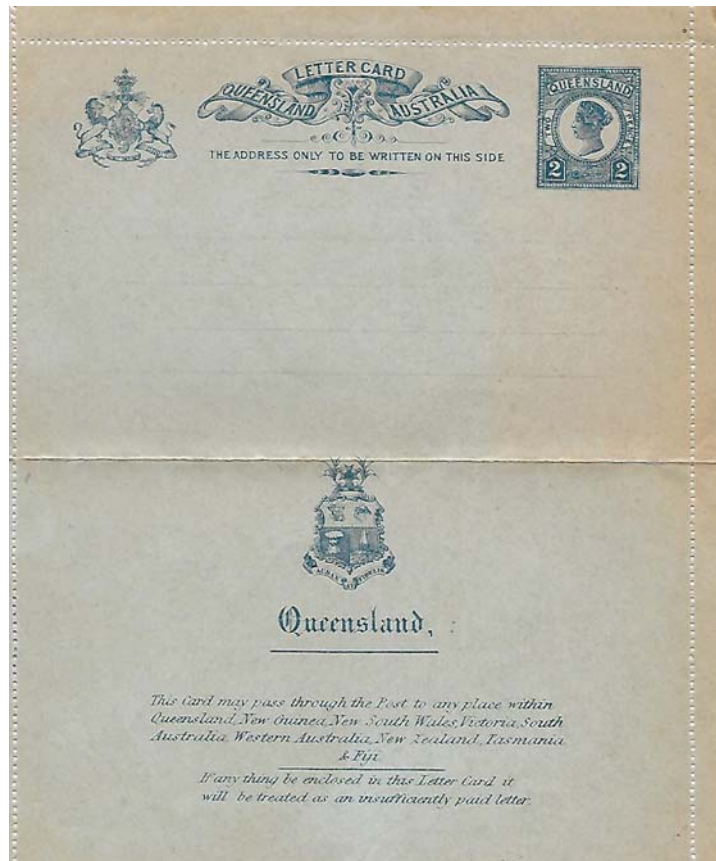 LETTER CARD
QUEENSLAND AUSTRALIA
THE ADDRESS ONLY TO BE WRITTEN ON THIS SIDE
QUEENSLAND
TWO PENCE
2 2
Queensland,
This Card may pass through the Post to any place within
Queensland, New Guinea, New South Wales, Victoria, South
Australia, Western Australia, New Zealand, Tasmania
& Fiji
If any thing be enclosed in this Letter Card it
will be treated as an insufficiently paid letter.